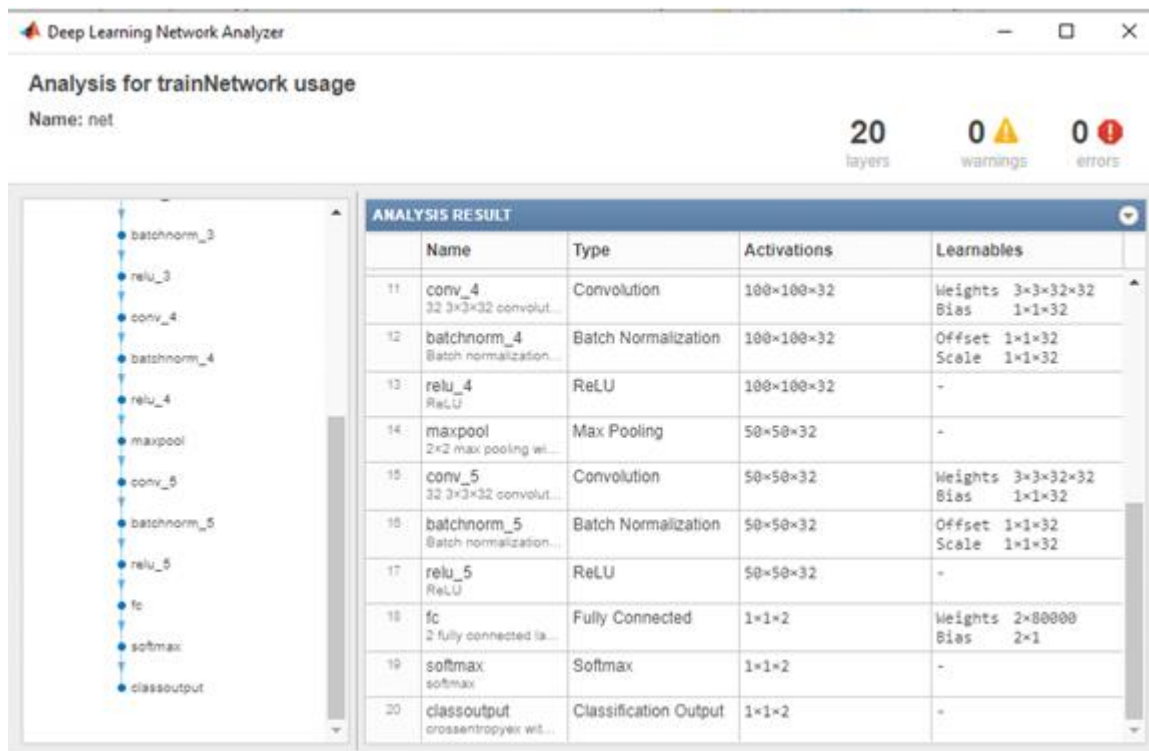 Deep Learning Network Analyzer
Analysis for trainNetwork usage
Name: net
20
layers
0
warnings
0
errors
batchnorm_3
relu_3
conv_4
batchnorm_4
relu_4
maxpool
conv_5
batchnorm_5
relu_5
fc
softmax
classoutput
ANALYSIS RESULT
Name Type Activations Learnables
11 conv_4 Convolution 100×100×32 Weights 3×3×32×32
32 3×3×32 convolut... Bias 1×1×32
12 batchnorm_4 Batch Normalization 100×100×32 Offset 1×1×32
Batch normalization... Scale 1×1×32
13 relu_4 ReLU 100×100×32 -
ReLU
14 maxpool Max Pooling 50×50×32 -
2×2 max pooling wi...
15 conv_5 Convolution 50×50×32 Weights 3×3×32×32
32 3×3×32 convolut... Bias 1×1×32
16 batchnorm_5 Batch Normalization 50×50×32 Offset 1×1×32
Batch normalization... Scale 1×1×32
17 relu_5 ReLU 50×50×32 -
ReLU
18 fc Fully Connected 1×1×2 Weights 2×80000
2 fully connected la... Bias 2×1
19 softmax Softmax 1×1×2 -
softmax
20 classoutput Classification Output 1×1×2 -
crossentropyex wit...